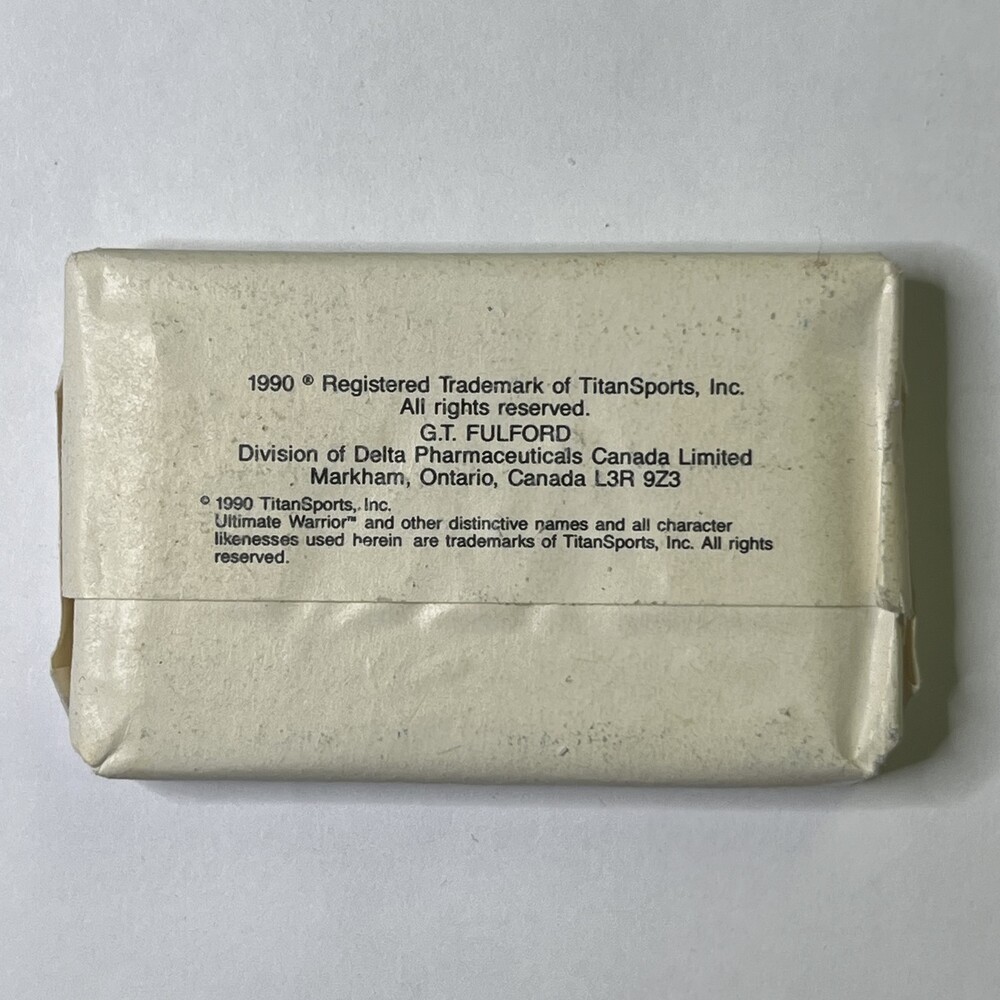 1990 ® Registered Trademark of TitanSports, Inc.
All rights reserved.
G.T. FULFORD
Division of Delta Pharmaceuticals Canada Limited
Markham, Ontario, Canada L3R 9Z3
© 1990 TitanSports, Inc.
Ultimate Warrior™ and other distinctive names and all character
likenesses used herein are trademarks of TitanSports, Inc. All rights
reserved.